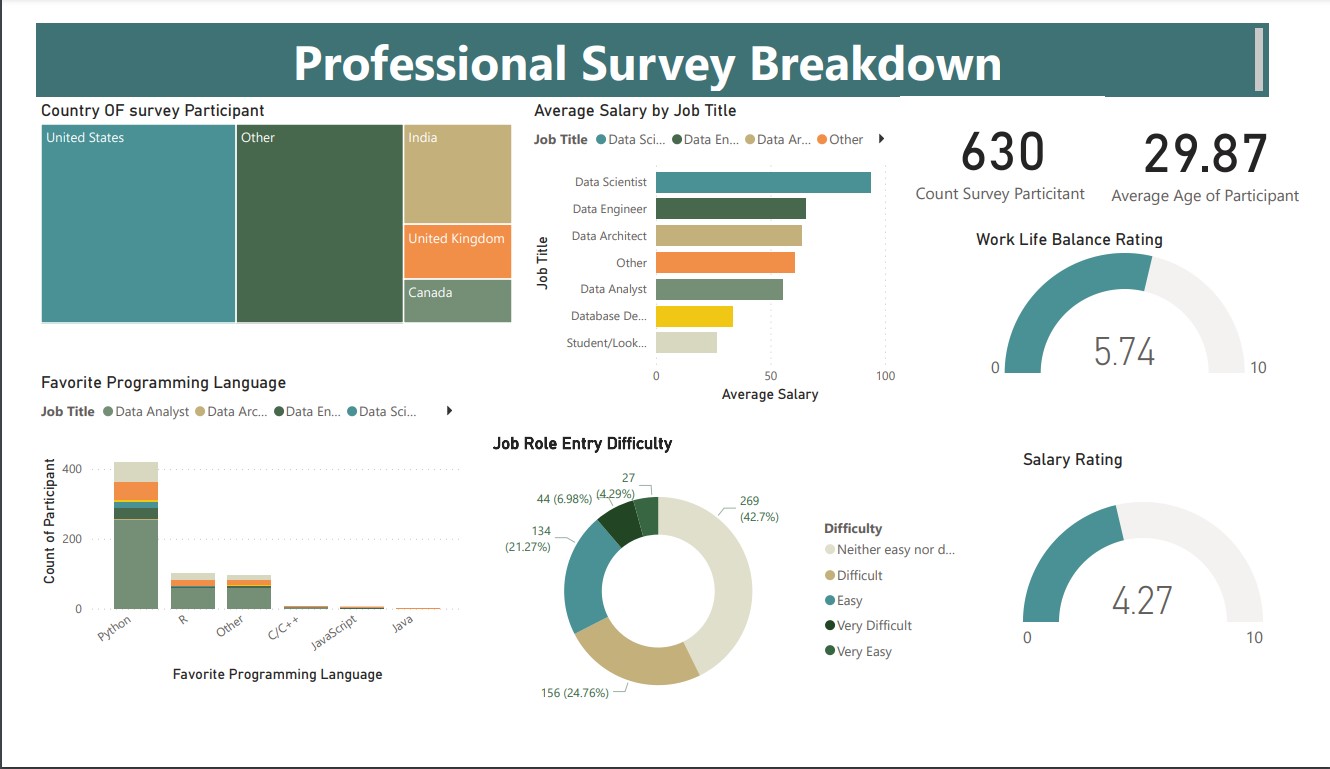 Professional Survey Breakdown
Country OF survey Participant
United States
Other
India
United Kingdom
Canada
Average Salary by Job Title
Job Title Data Sci... Data En... Data Ar... Other
Job Title
Data Scientist
Data Engineer
Data Architect
Other
Data Analyst
Database De...
Student/Look...
0 50 100
Average Salary
630
Count Survey Particitant
29.87
Average Age of Participant
Work Life Balance Rating
5.74
0 10
Favorite Programming Language
Job Title Data Analyst Data Arc... Data En... Data Sci...
Count of Participant
400
200
0
Python R Other C/C++ JavaScript Java
Favorite Programming Language
Job Role Entry Difficulty
27
(4.29%)
44 (6.98%)
269
(42.7%)
134
(21.27%)
156 (24.76%)
Difficulty
Neither easy nor d...
Difficult
Easy
Very Difficult
Very Easy
Salary Rating
4.27
0 10